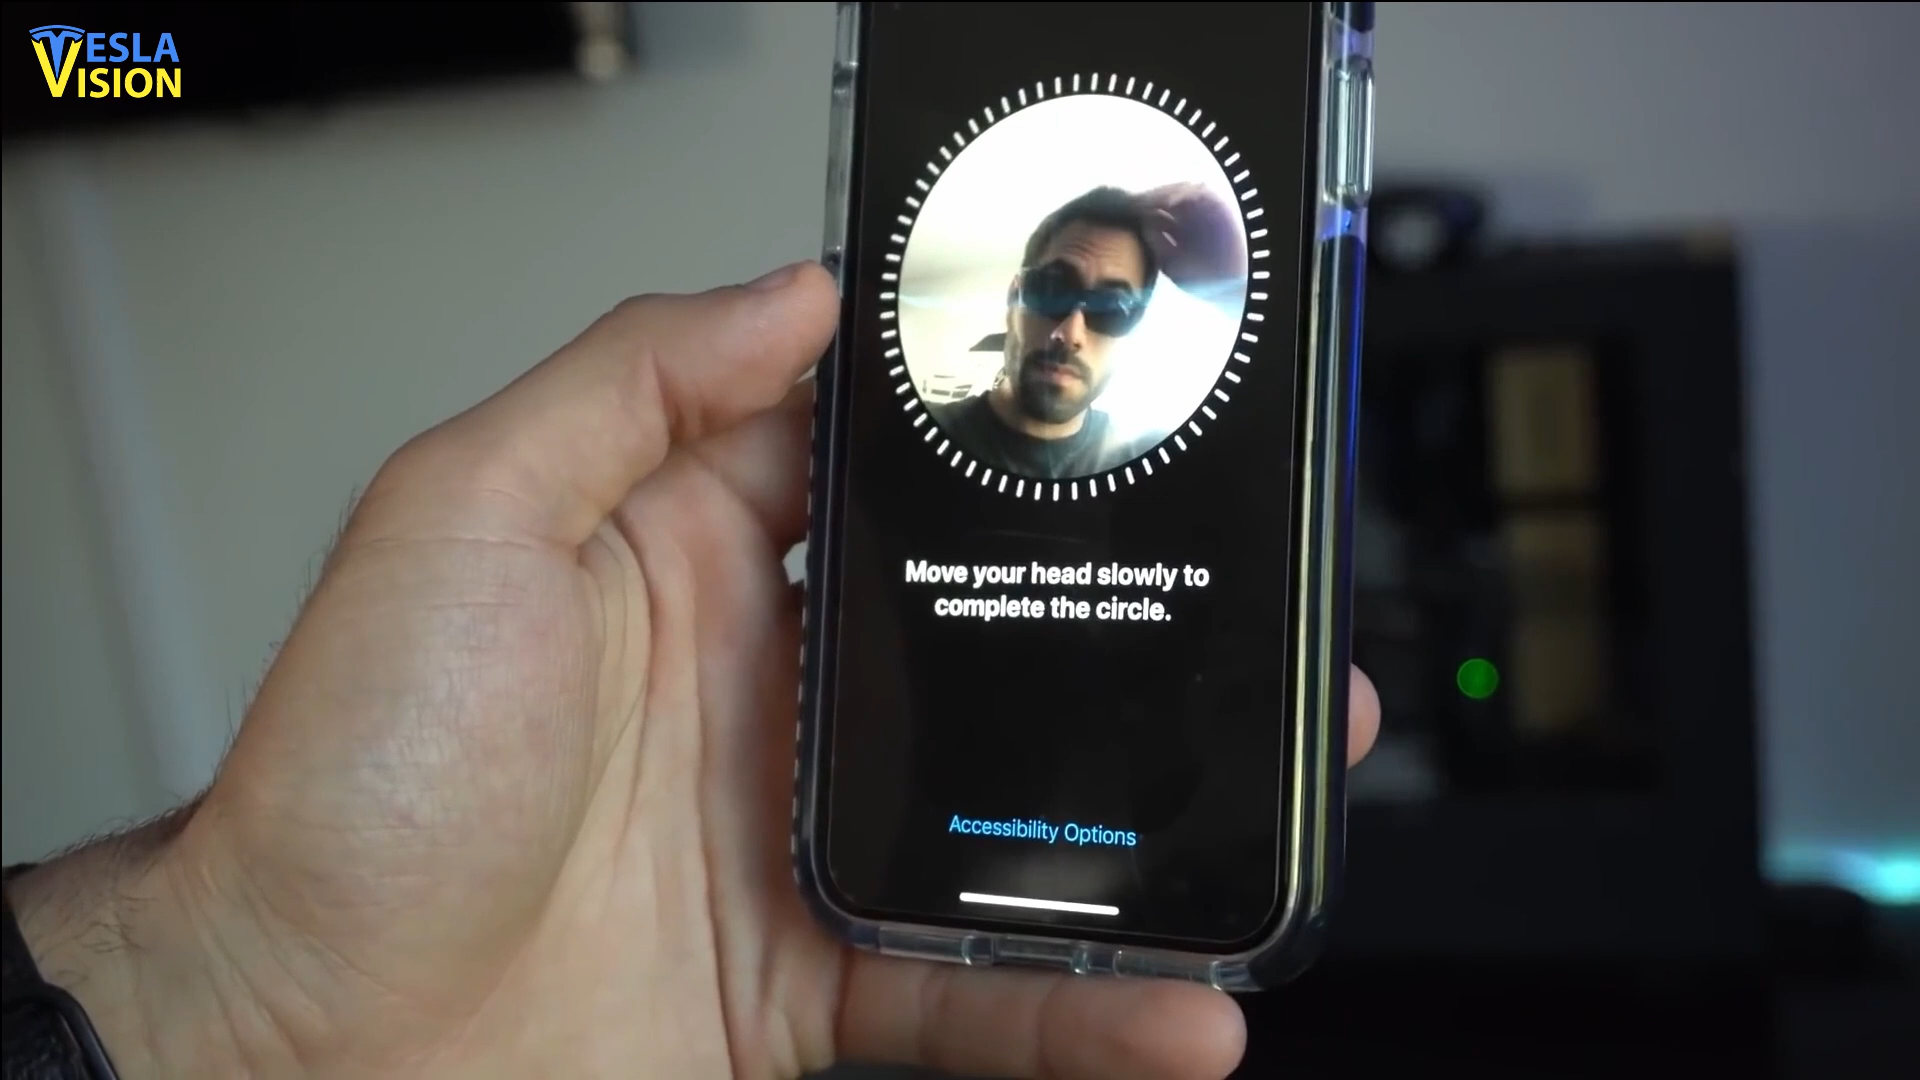 TESLA
VISION
Move your head slowly to
complete the circle.
Accessibility Options